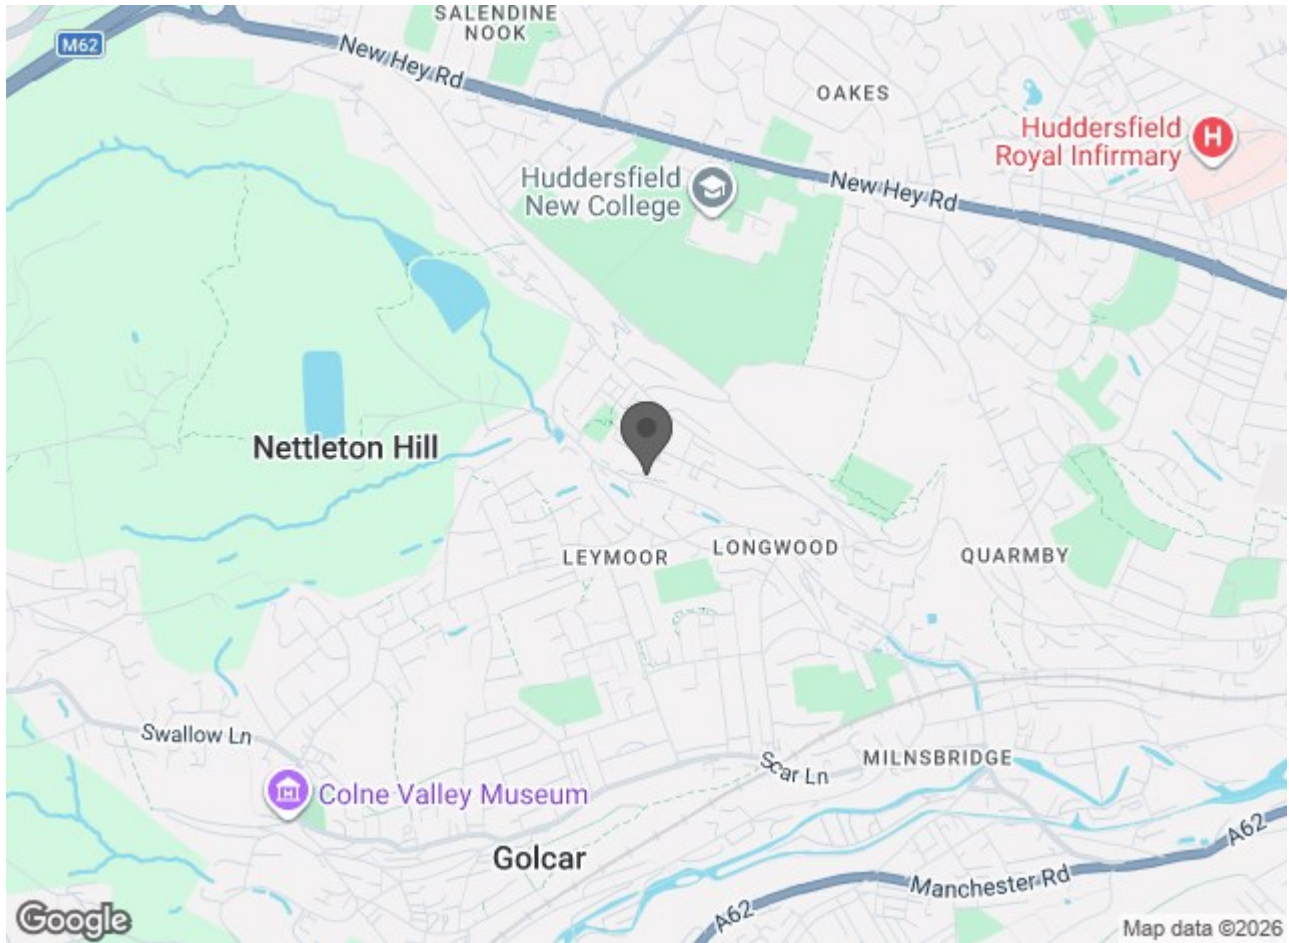 SALENDINE
NOOK
M62
New Hey Rd
OAKES
Huddersfield
Royal Infirmary
H
Huddersfield
New College
New Hey Rd
Nettleton Hill
LEYMOOR
LONGWOOD
QUARMBY
Swallow Ln
Scar Ln
MILNSBRIDGE
Colne Valley Museum
Golcar
A62
Manchester Rd
A62
Google
Map data ©2026